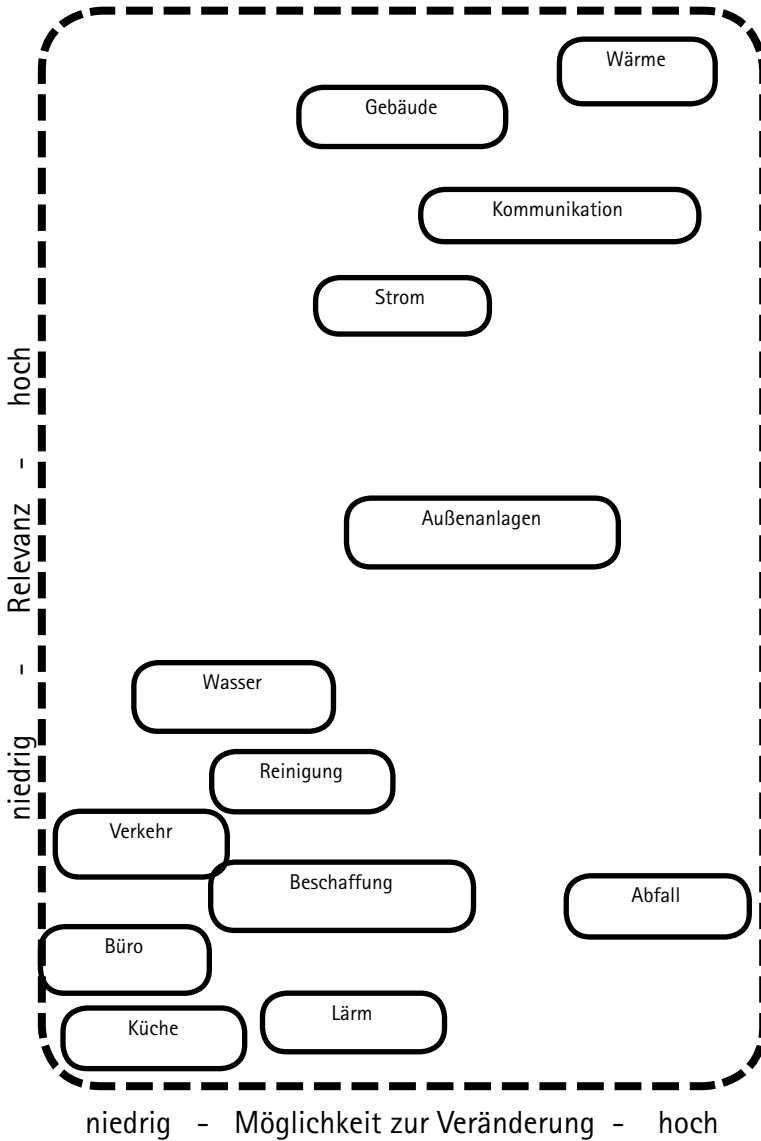 Wärme
Gebäude
Kommunikation
Strom
Außenanlagen
Wasser
Reinigung
Verkehr
Beschaffung
Abfall
Büro
Lärm
Küche
niedrig - Relevanz - hoch
niedrig - Möglichkeit zur Veränderung - hoch